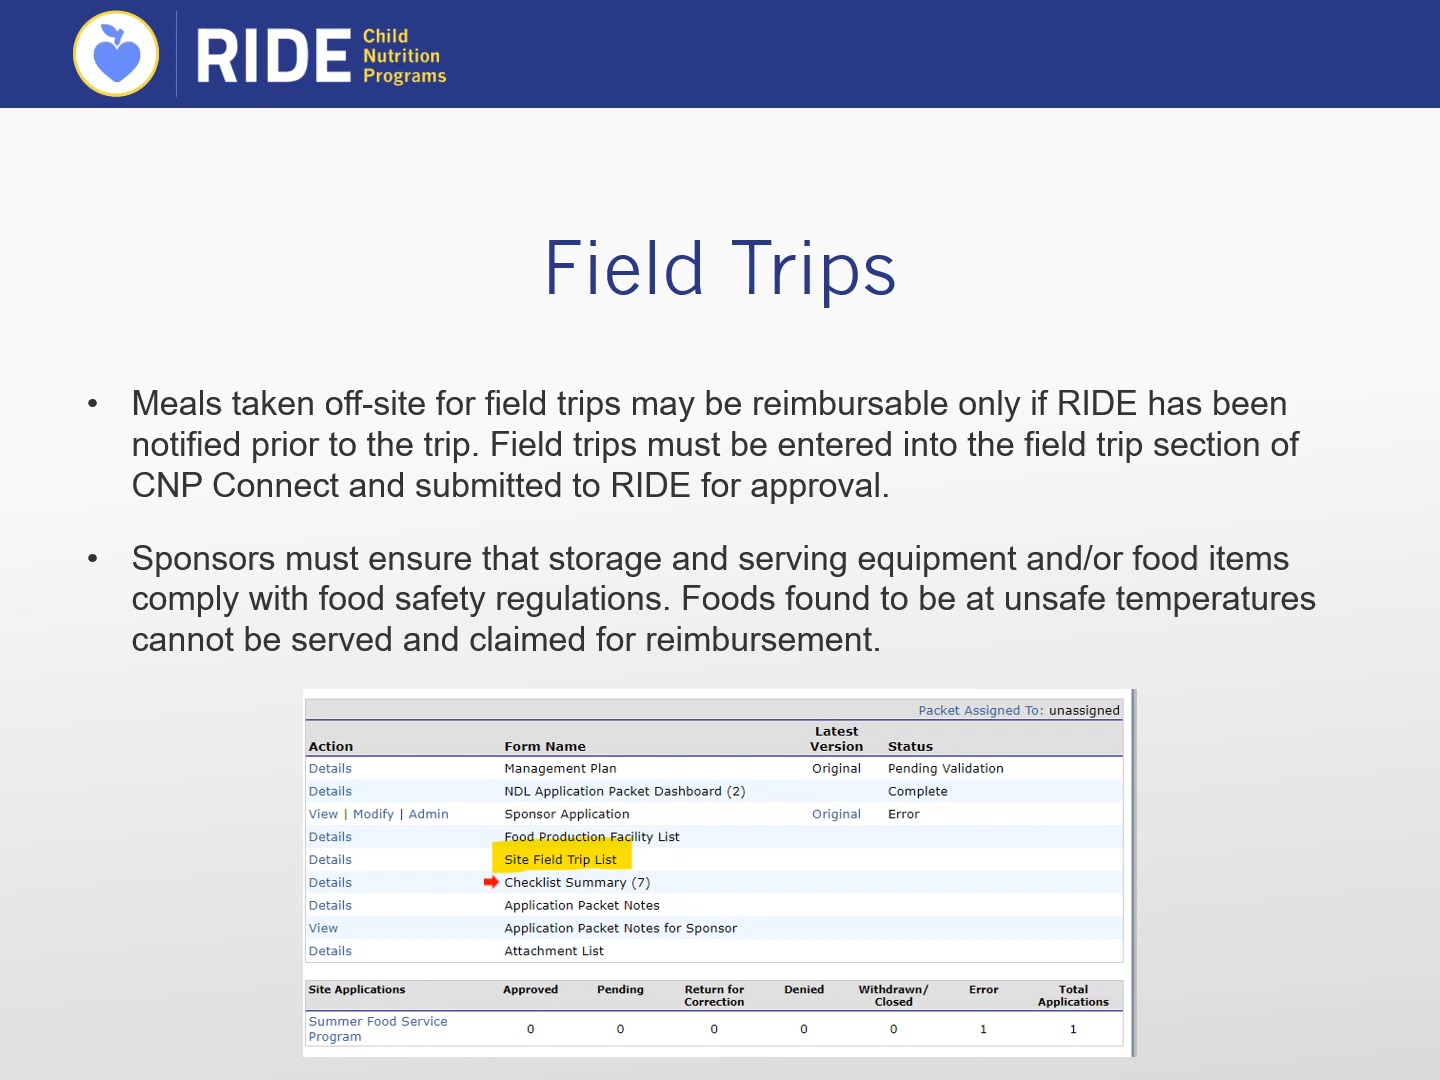 RIDE Child
Nutrition
Programs
Field Trips
• Meals taken off-site for field trips may be reimbursable only if RIDE has been
notified prior to the trip. Field trips must be entered into the field trip section of
CNP Connect and submitted to RIDE for approval.
• Sponsors must ensure that storage and serving equipment and/or food items
comply with food safety regulations. Foods found to be at unsafe temperatures
cannot be served and claimed for reimbursement.
Packet Assigned To: unassigned
Action Form Name Latest Version Status
Details Management Plan Original Pending Validation
Details NDL Application Packet Dashboard (2) Complete
View | Modify | Admin Sponsor Application Original Error
Details Food Production Facility List
Details Site Field Trip List
Details Checklist Summary (7)
Details Application Packet Notes
View Application Packet Notes for Sponsor
Details Attachment List
Site Applications Approved Pending Return for Correction Denied Withdrawn/ Closed Error Total Applications
Summer Food Service Program 0 0 0 0 0 1 1